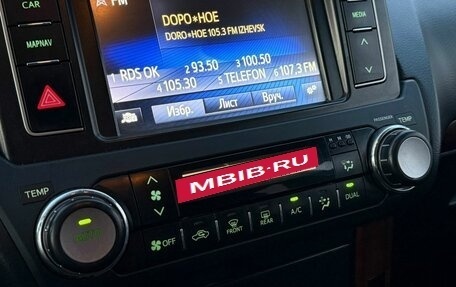 CAR
MAPNAV
FM
DOPO*HOE
DORO*HOE 105.3 FM IZHEVSK
1 RDS OK 2 93.50 3 100.50
4 105.30 5 TELEFON 6 107.3 FM
Избр. Лист Вруч.
MEDIA
PASSENGER
TEMP
MBIB.RU
TEMP
OFF
FRONT
REAR
A/C
DUAL